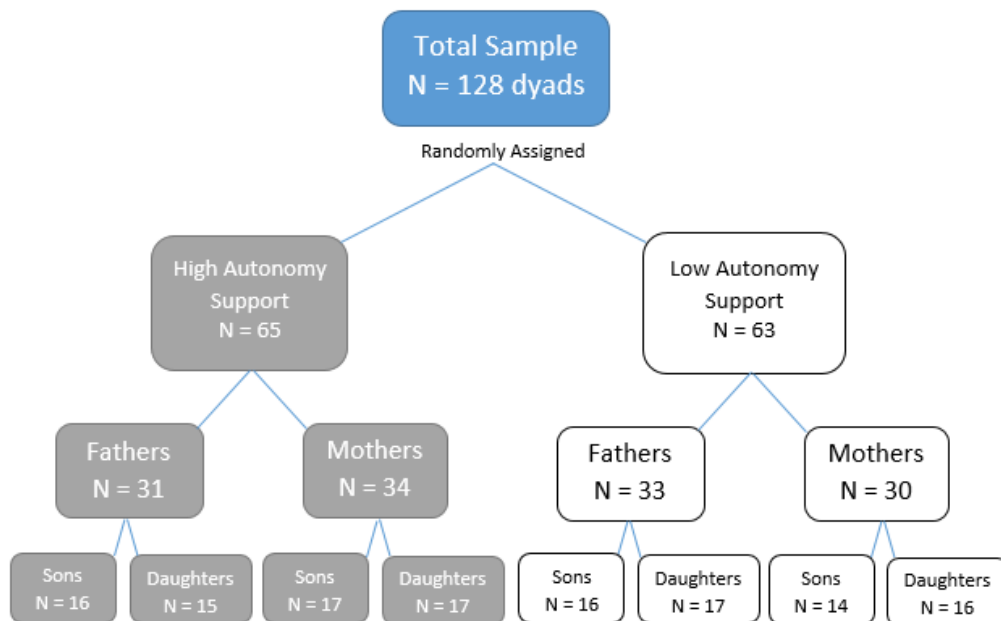 Total Sample
N = 128 dyads
Randomly Assigned
High Autonomy
Support
N = 65
Low Autonomy
Support
N = 63
Fathers
N = 31
Mothers
N = 34
Fathers
N = 33
Mothers
N = 30
Sons
N = 16
Daughters
N = 15
Sons
N = 17
Daughters
N = 17
Sons
N = 16
Daughters
N = 17
Sons
N = 14
Daughters
N = 16